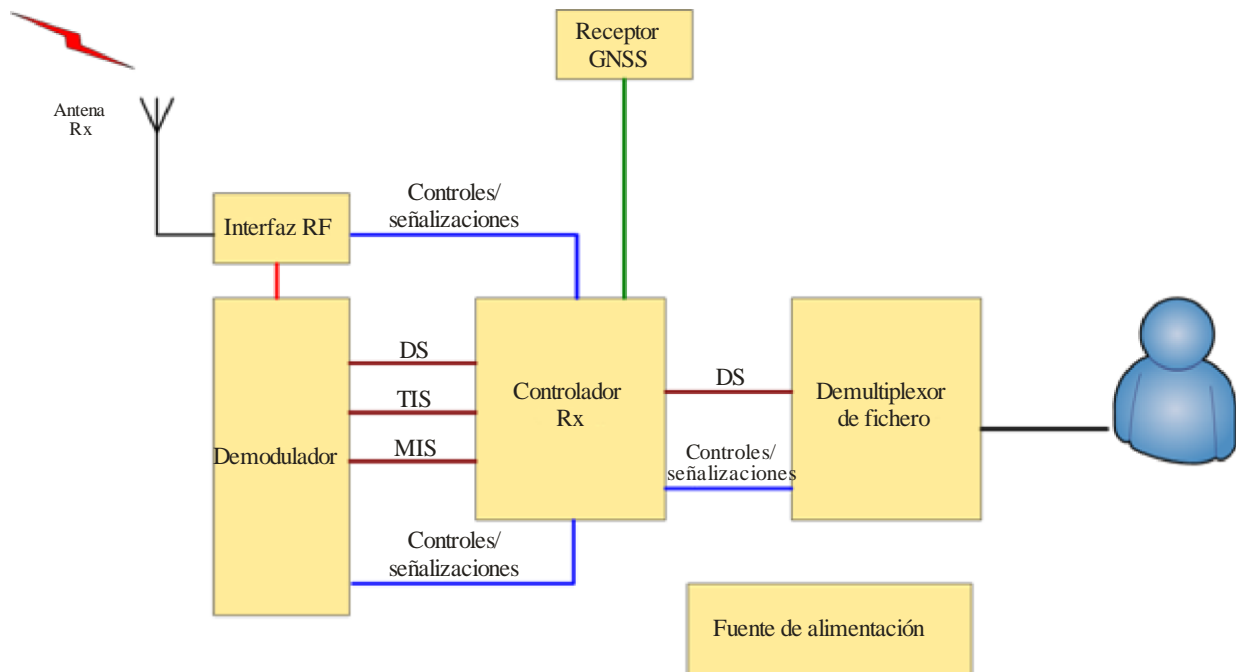 Receptor
GNSS
Antena
Rx
Controles/
señalizaciones
Interfaz RF
DS
TIS
MIS
Demodulador
Controlador
Rx
DS
Controles/
señalizaciones
Demultiplexor
de fichero
Controles/
señalizaciones
Fuente de alimentación